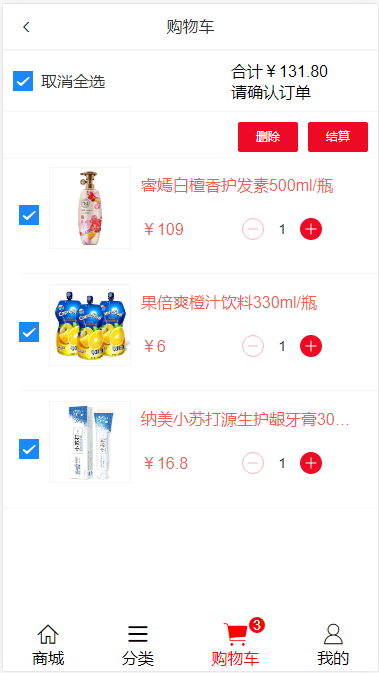 购物车
取消全选
合计￥131.80
请确认订单
删除
结算
睿嫣白檀香护发素500ml/瓶
￥109
1
果倍爽橙汁饮料330ml/瓶
￥6
1
纳美小苏打源生护龈牙膏30...
小苏打
￥16.8
1
3
商城
分类
购物车
我的